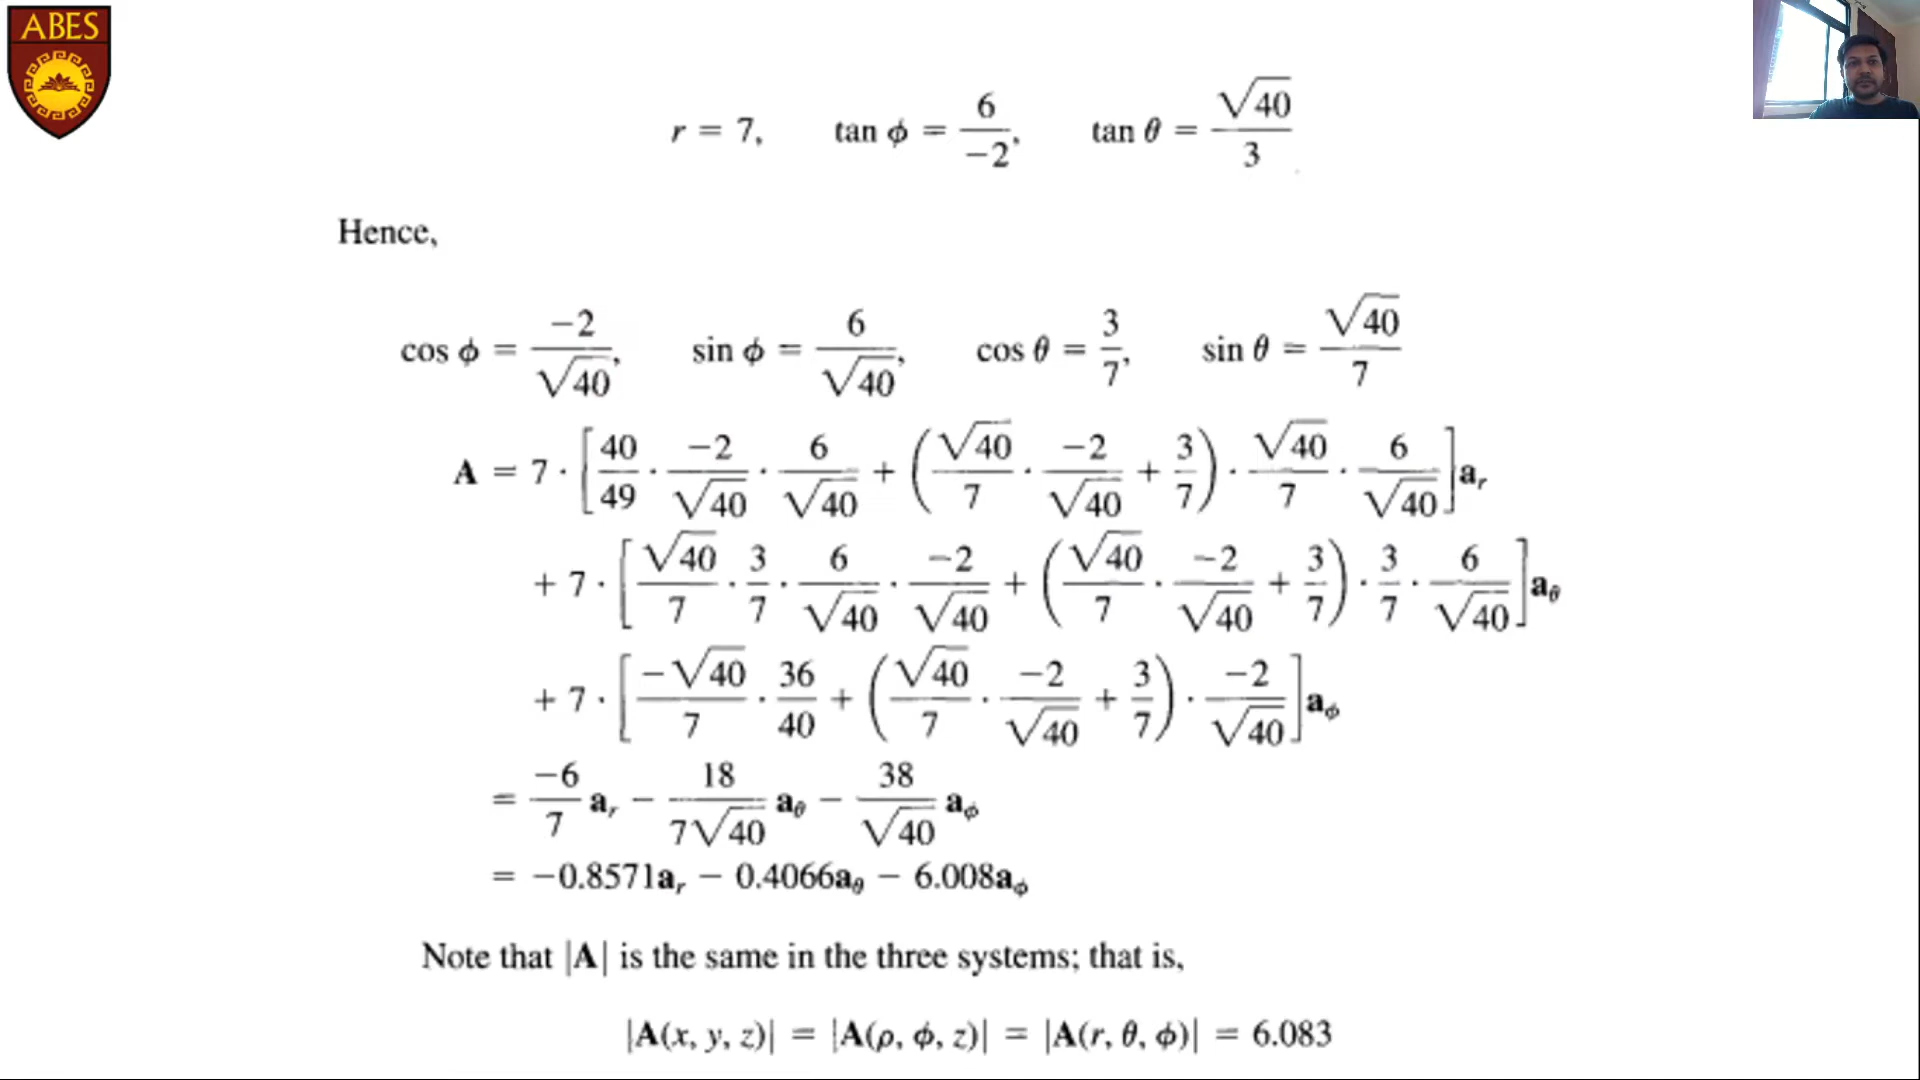 ABES
r = 7, tan ϕ = 6/−2, tan θ = √40/3
Hence,
cos ϕ = −2/√40, sin ϕ = 6/√40, cos θ = 3/7, sin θ = √40/7
A = 7 · [40/49 · −2/√40 · 6/√40 + (√40/7 · −2/√40 + 3/7) · √40/7 · 6/√40] a_r
+ 7 · [√40/7 · 3/7 · 6/√40 · −2/√40 + (√40/7 · −2/√40 + 3/7) · 3/7 · 6/√40] a_θ
+ 7 · [−√40/7 · 36/40 + (√40/7 · −2/√40 + 3/7) · −2/√40] a_ϕ
= −6/7 a_r − 18/7√40 a_θ − 38/√40 a_ϕ
= −0.8571a_r − 0.4066a_θ − 6.008a_ϕ
Note that |A| is the same in the three systems; that is,
|A(x, y, z)| = |A(ρ, ϕ, z)| = |A(r, θ, ϕ)| = 6.083